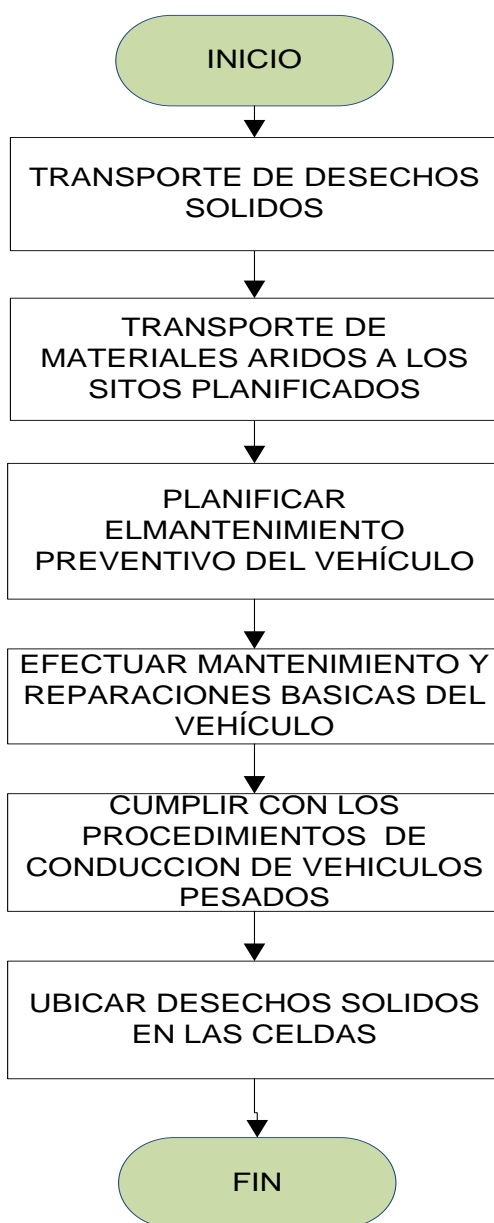 INICIO
TRANSPORTE DE DESECHOS
SOLIDOS
TRANSPORTE DE
MATERIALES ARIDOS A LOS
SITOS PLANIFICADOS
PLANIFICAR
ELMANTENIMIENTO
PREVENTIVO DEL VEHÍCULO
EFECTUAR MANTENIMIENTO Y
REPARACIONES BASICAS DEL
VEHÍCULO
CUMPLIR CON LOS
PROCEDIMIENTOS  DE
CONDUCCION DE VEHICULOS
PESADOS
UBICAR DESECHOS SOLIDOS
EN LAS CELDAS
FIN